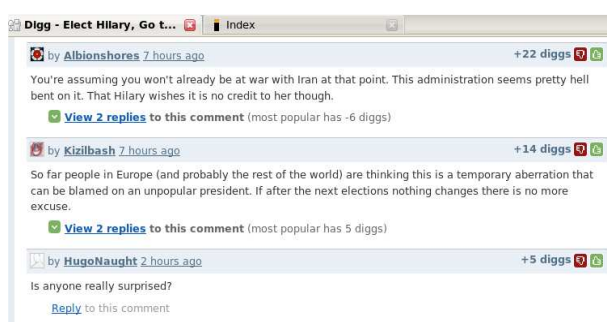 Digg - Elect Hilary, Go t... Index
by Albionshores 7 hours ago +22 diggs
You're assuming you won't already be at war with Iran at that point. This administration seems pretty hell
bent on it. That Hilary wishes it is no credit to her though.
View 2 replies to this comment (most popular has -6 diggs)
by Kizilbash 7 hours ago +14 diggs
So far people in Europe (and probably the rest of the world) are thinking this is a temporary aberration that
can be blamed on an unpopular president. If after the next elections nothing changes there is no more
excuse.
View 2 replies to this comment (most popular has 5 diggs)
by HugoNaught 2 hours ago +5 diggs
Is anyone really surprised?
Reply to this comment